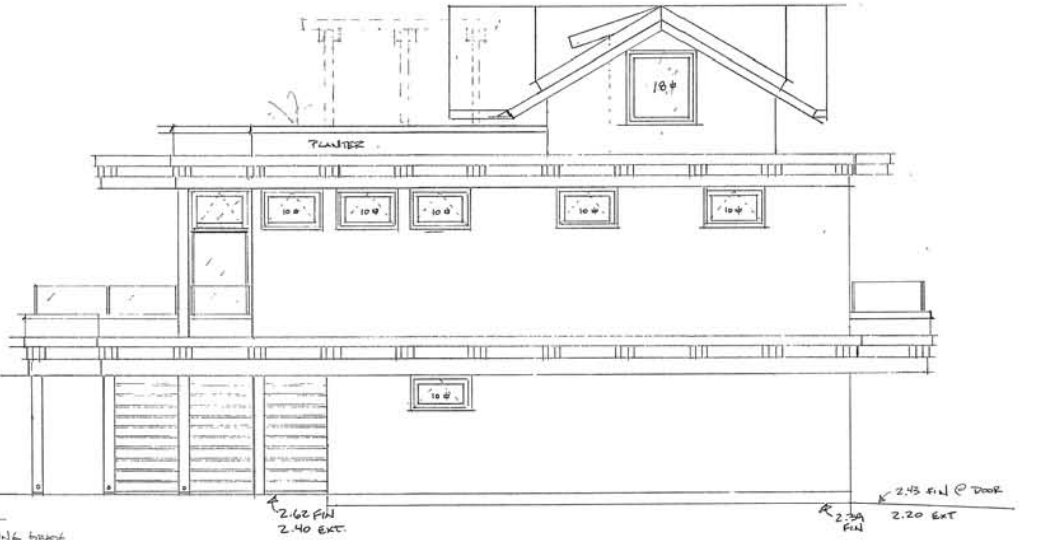 18⌀
PLANTER
10⌀
10⌀
10⌀
10⌀
10⌀
10⌀
2.43 FIN @ DOOR
2.20 EXT
2.39
FIN
2.62 FIN
2.40 EXT.